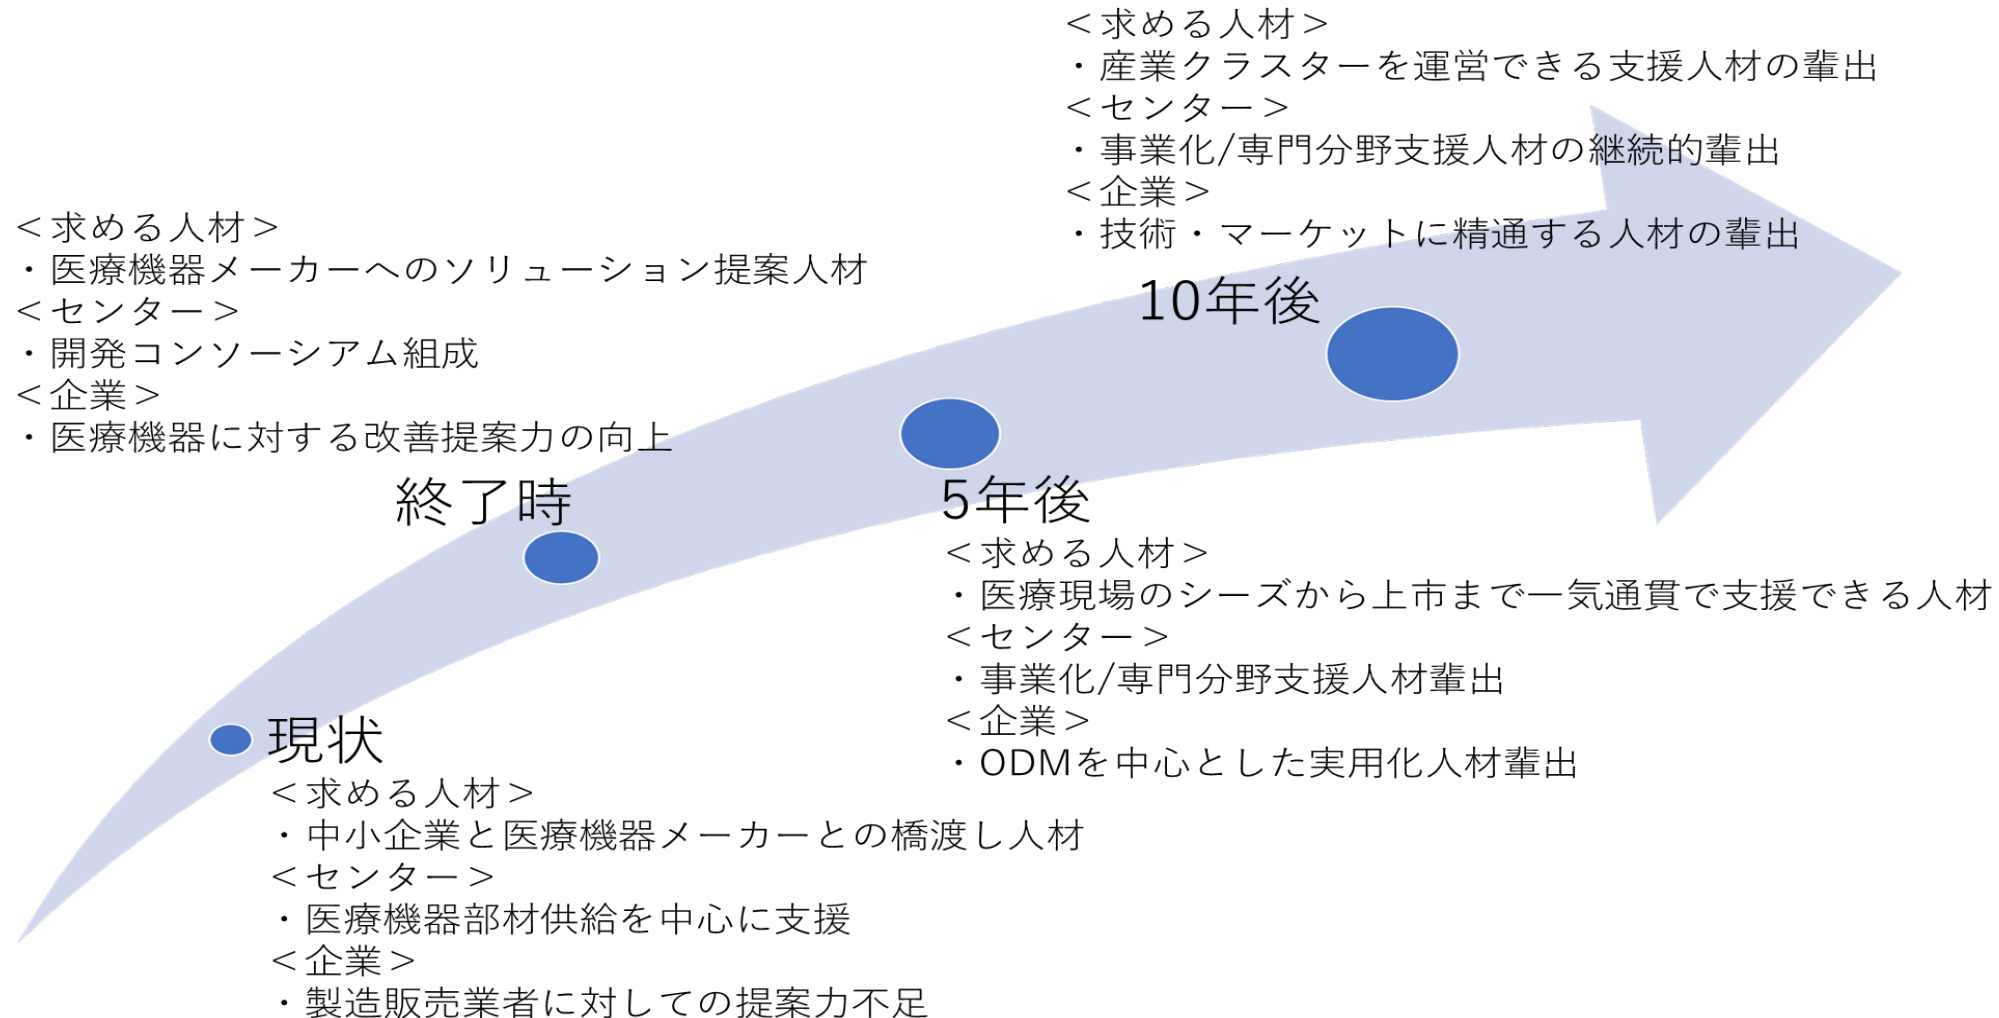 現状
＜求める人材＞
・中小企業と医療機器メーカーとの橋渡し人材
＜センター＞
・医療機器部材供給を中心に支援
＜企業＞
・製造販売業者に対しての提案力不足
＜求める人材＞
・医療機器メーカーへのソリューション提案人材
＜センター＞
・開発コンソーシアム組成
＜企業＞
・医療機器に対する改善提案力の向上
終了時
5年後
＜求める人材＞
・医療現場のシーズから上市まで一気通貫で支援できる人材
＜センター＞
・事業化/専門分野支援人材輩出
＜企業＞
・ODMを中心とした実用化人材輩出
＜求める人材＞
・産業クラスターを運営できる支援人材の輩出
＜センター＞
・事業化/専門分野支援人材の継続的輩出
＜企業＞
・技術・マーケットに精通する人材の輩出
10年後